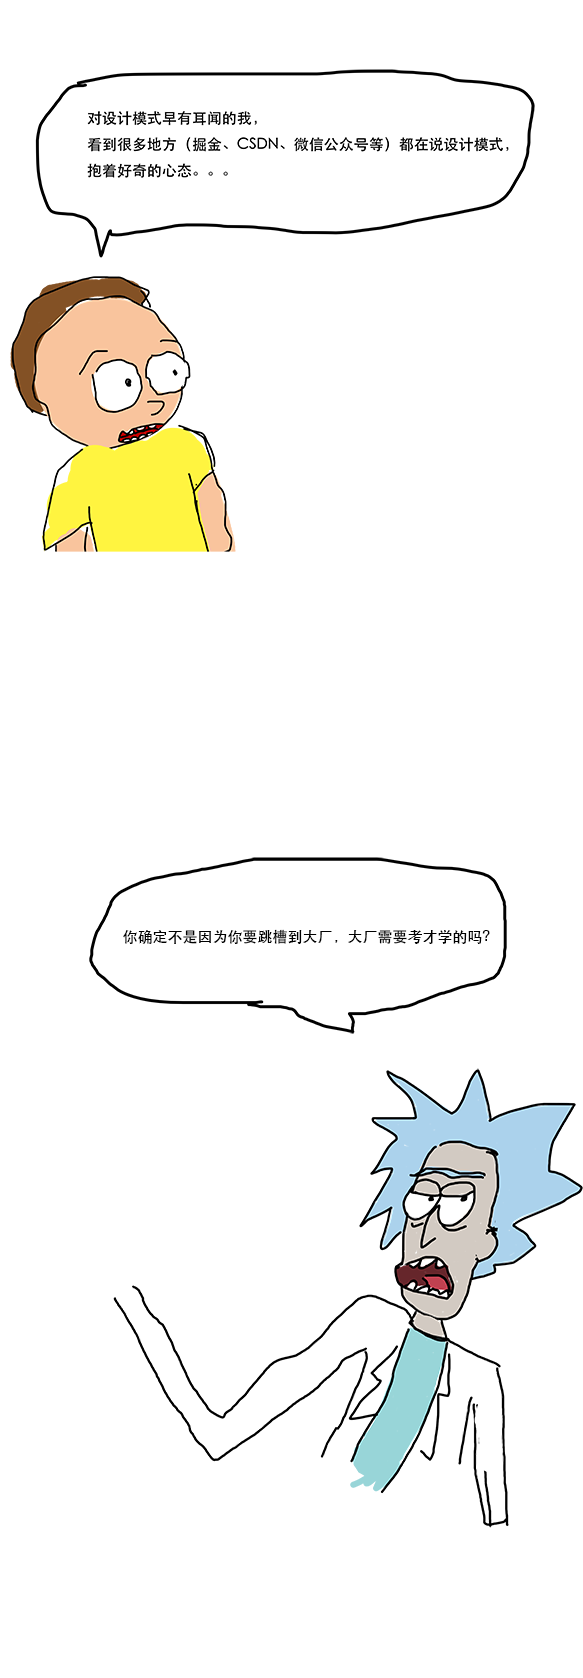 对设计模式早有耳闻的我，
看到很多地方（掘金、CSDN、微信公众号等）都在说设计模式，
抱着好奇的心态。。。
你确定不是因为你要跳槽到大厂，大厂需要考才学的吗？